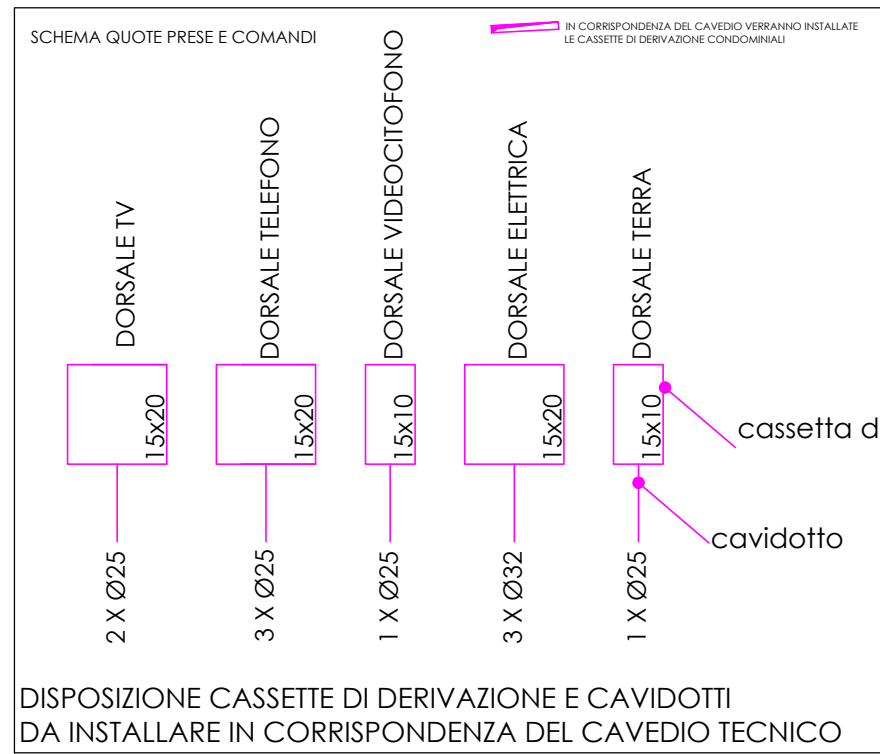 SCHEMA QUOTE PRESE E COMANDI
IN CORRISPONDENZA DEL CAVEDIO VERRANNO INSTALLATE
LE CASSETTE DI DERIVAZIONE CONDOMINIALI
DORSALE TV
DORSALE TELEFONO
DORSALE VIDEOCITOFONO
DORSALE ELETTRICA
DORSALE TERRA
15x20
15x20
15x10
15x20
15x10
cassetta d
cavidotto
2 X Ø25
3 X Ø25
1 X Ø25
3 X Ø32
1 X Ø25
DISPOSIZIONE CASSETTE DI DERIVAZIONE E CAVIDOTTI
DA INSTALLARE IN CORRISPONDENZA DEL CAVEDIO TECNICO